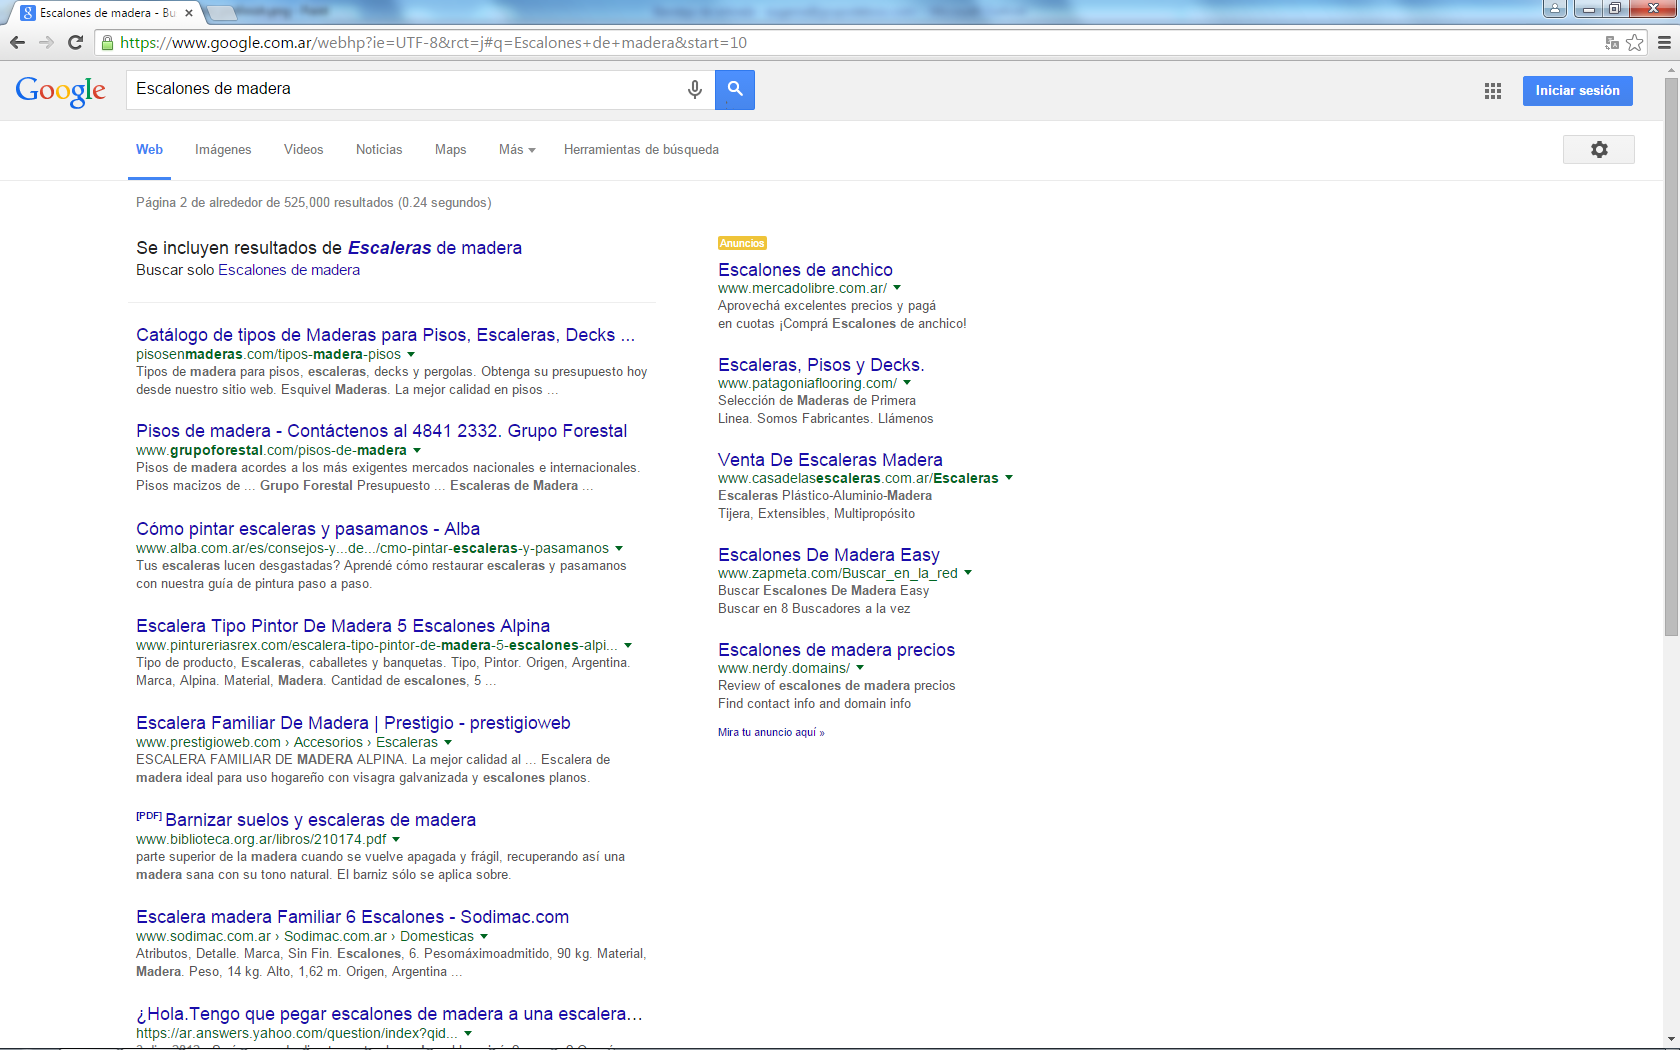 Escalones de madera - Bu
https://www.google.com.ar/webhp?ie=UTF-8&rct=j#q=Escalones+de+madera&start=10
Google
Escalones de madera
Iniciar sesión
Web Imágenes Videos Noticias Maps Más Herramientas de búsqueda
Página 2 de alrededor de 525,000 resultados (0.24 segundos)
Se incluyen resultados de Escaleras de madera
Buscar solo Escalones de madera
Catálogo de tipos de Maderas para Pisos, Escaleras, Decks ...
pisosenmaderas.com/tipos-madera-pisos
Tipos de madera para pisos, escaleras, decks y pergolas. Obtenga su presupuesto hoy
desde nuestro sitio web. Esquivel Maderas. La mejor calidad en pisos ...
Pisos de madera - Contáctenos al 4841 2332. Grupo Forestal
www.grupoforestal.com/pisos-de-madera
Pisos de madera acordes a los más exigentes mercados nacionales e internacionales.
Pisos macizos de ... Grupo Forestal Presupuesto ... Escaleras de Madera ...
Cómo pintar escaleras y pasamanos - Alba
www.alba.com.ar/es/consejos-y...de.../cmo-pintar-escaleras-y-pasamanos
Tus escaleras lucen desgastadas? Aprendé cómo restaurar escaleras y pasamanos
con nuestra guía de pintura paso a paso.
Escalera Tipo Pintor De Madera 5 Escalones Alpina
www.pintureriasrex.com/escalera-tipo-pintor-de-madera-5-escalones-alpi...
Tipo de producto, Escaleras, caballetes y banquetas. Tipo, Pintor. Origen, Argentina.
Marca, Alpina. Material, Madera. Cantidad de escalones, 5 ...
Escalera Familiar De Madera | Prestigio - prestigioweb
www.prestigioweb.com › Accesorios › Escaleras
ESCALERA FAMILIAR DE MADERA ALPINA. La mejor calidad al ... Escalera de
madera ideal para uso hogareño con visagra galvanizada y escalones planos.
[PDF] Barnizar suelos y escaleras de madera
www.biblioteca.org.ar/libros/210174.pdf
parte superior de la madera cuando se vuelve apagada y frágil, recuperando así una
madera sana con su tono natural. El barniz sólo se aplica sobre.
Escalera madera Familiar 6 Escalones - Sodimac.com
www.sodimac.com.ar › Sodimac.com.ar › Domesticas
Atributos, Detalle. Marca, Sin Fin. Escalones, 6. Pesomáximoadmitido, 90 kg. Material,
Madera. Peso, 14 kg. Alto, 1,62 m. Origen, Argentina ...
¿Hola.Tengo que pegar escalones de madera a una escalera...
https://ar.answers.yahoo.com/question/index?qid...
Anuncios
Escalones de anchico
www.mercadolibre.com.ar/
Aprovechá excelentes precios y pagá
en cuotas ¡Comprá Escalones de anchico!
Escaleras, Pisos y Decks.
www.patagoniaflooring.com/
Selección de Maderas de Primera
Linea. Somos Fabricantes. Llámenos
Venta De Escaleras Madera
www.casadelasescaleras.com.ar/Escaleras
Escaleras Plástico-Aluminio-Madera
Tijera, Extensibles, Multipropósito
Escalones De Madera Easy
www.zapmeta.com/Buscar_en_la_red
Buscar Escalones De Madera Easy
Buscar en 8 Buscadores a la vez
Escalones de madera precios
www.nerdy.domains/
Review of escalones de madera precios
Find contact info and domain info
Mira tu anuncio aquí »